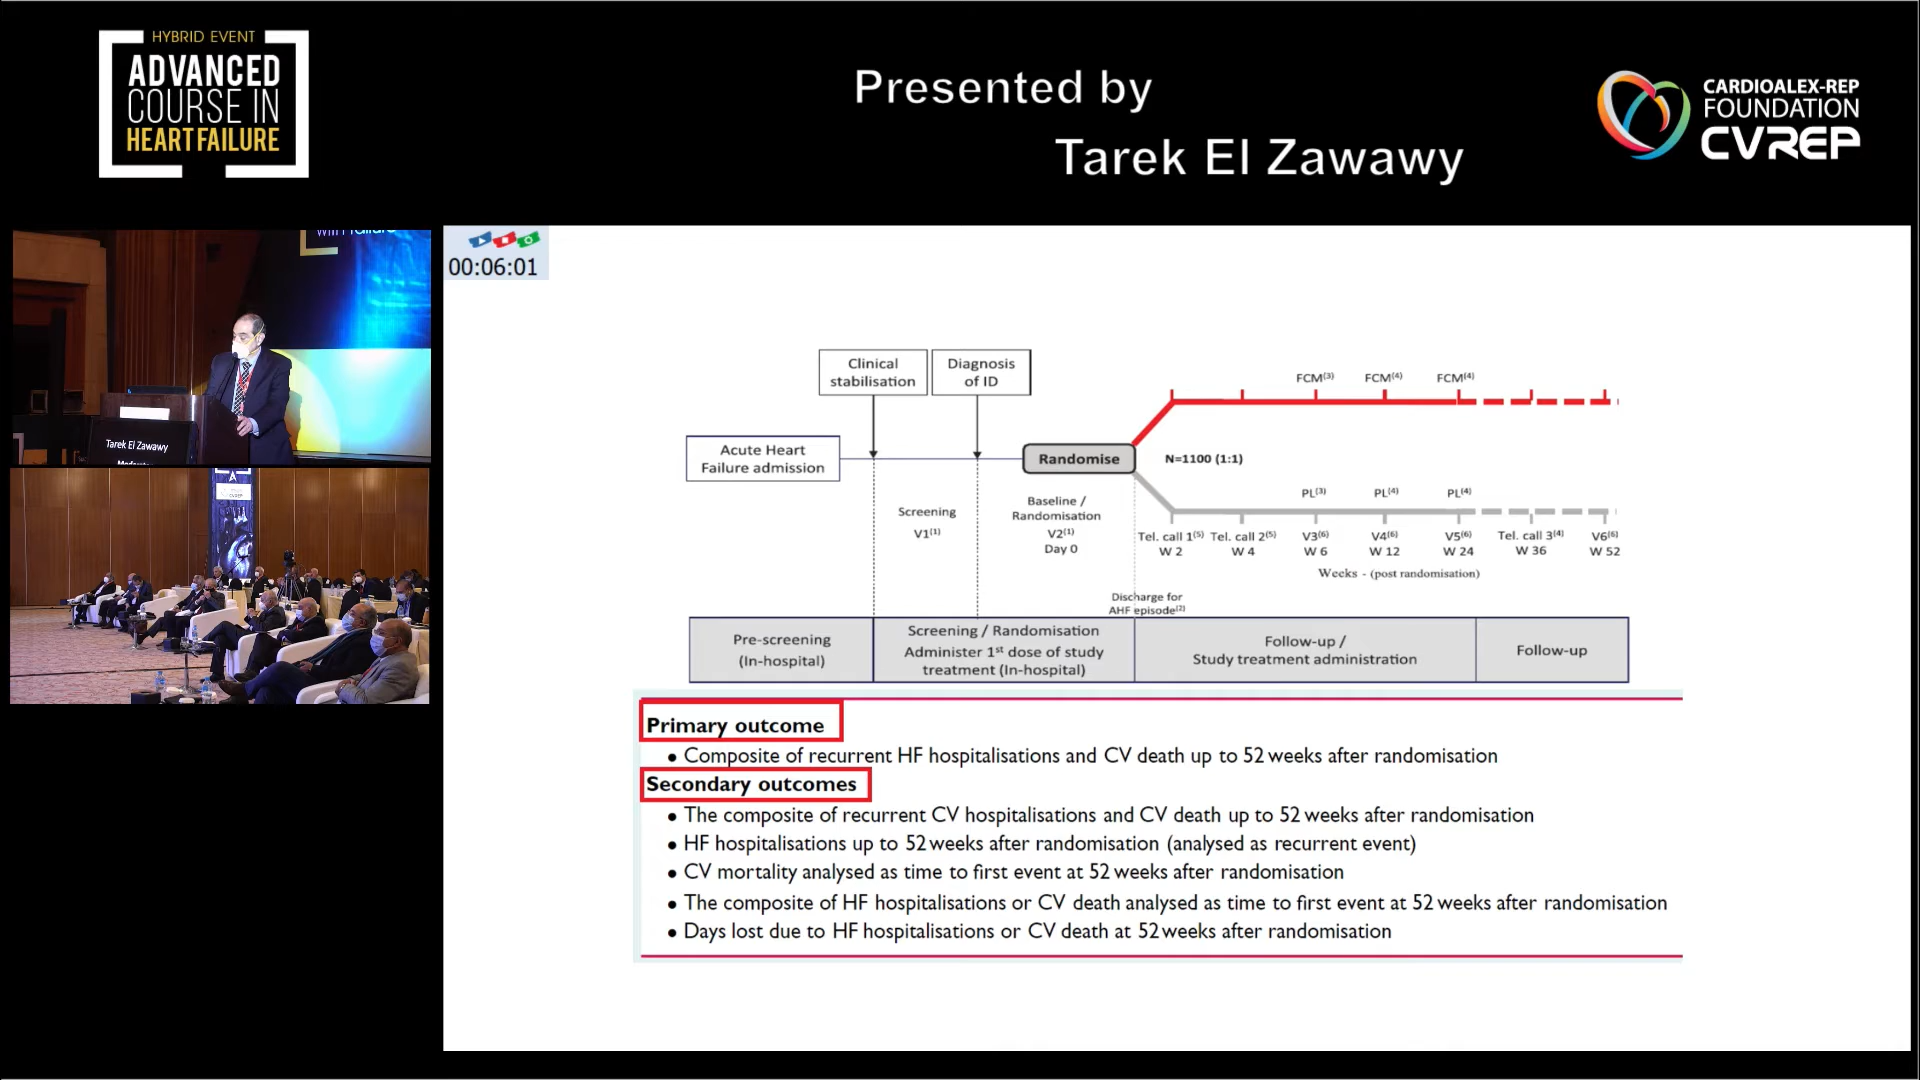 HYBRID EVENT
ADVANCED
COURSE IN
HEART FAILURE
Presented by
Tarek El Zawawy
CARDIOALEX-REP
FOUNDATION
CVREP
Tarek El Zawawy
CVREP
00:06:01
Clinical
stabilisation
Diagnosis
of ID
Acute Heart
Failure admission
Randomise
N=1100 (1:1)
FCM(3)
FCM(4)
FCM(4)
PL(3)
PL(4)
PL(4)
Screening
V1(1)
Baseline /
Randomisation
V2(1)
Day 0
Tel. call 1(5)
W 2
Tel. call 2(5)
W 4
V3(6)
W 6
V4(6)
W 12
V5(6)
W 24
Tel. call 3(4)
W 36
V6(6)
W 52
Weeks - (post randomisation)
Discharge for
AHF episode(2)
Pre-screening
(In-hospital)
Screening / Randomisation
Administer 1st dose of study
treatment (In-hospital)
Follow-up /
Study treatment administration
Follow-up
Primary outcome
• Composite of recurrent HF hospitalisations and CV death up to 52 weeks after randomisation
Secondary outcomes
• The composite of recurrent CV hospitalisations and CV death up to 52 weeks after randomisation
• HF hospitalisations up to 52 weeks after randomisation (analysed as recurrent event)
• CV mortality analysed as time to first event at 52 weeks after randomisation
• The composite of HF hospitalisations or CV death analysed as time to first event at 52 weeks after randomisation
• Days lost due to HF hospitalisations or CV death at 52 weeks after randomisation